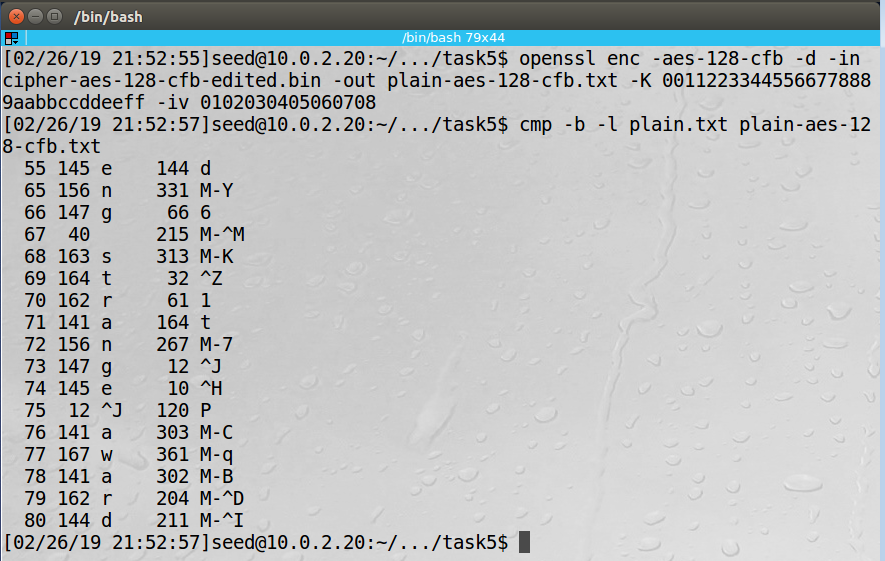 /bin/bash
/bin/bash 79x44
[02/26/19 21:52:55]seed@10.0.2.20:~/.../task5$ openssl enc -aes-128-cfb -d -in
cipher-aes-128-cfb-edited.bin -out plain-aes-128-cfb.txt -K 0011223344556677888
9aabbccddeeff -iv 0102030405060708
[02/26/19 21:52:57]seed@10.0.2.20:~/.../task5$ cmp -b -l plain.txt plain-aes-12
8-cfb.txt
  55 145 e    144 d
  65 156 n    331 M-Y
  66 147 g     66 6
  67  40      215 M-^M
  68 163 s    313 M-K
  69 164 t     32 ^Z
  70 162 r     61 1
  71 141 a    164 t
  72 156 n    267 M-7
  73 147 g     12 ^J
  74 145 e     10 ^H
  75  12 ^J   120 P
  76 141 a    303 M-C
  77 167 w    361 M-q
  78 141 a    302 M-B
  79 162 r    204 M-^D
  80 144 d    211 M-^I
[02/26/19 21:52:57]seed@10.0.2.20:~/.../task5$